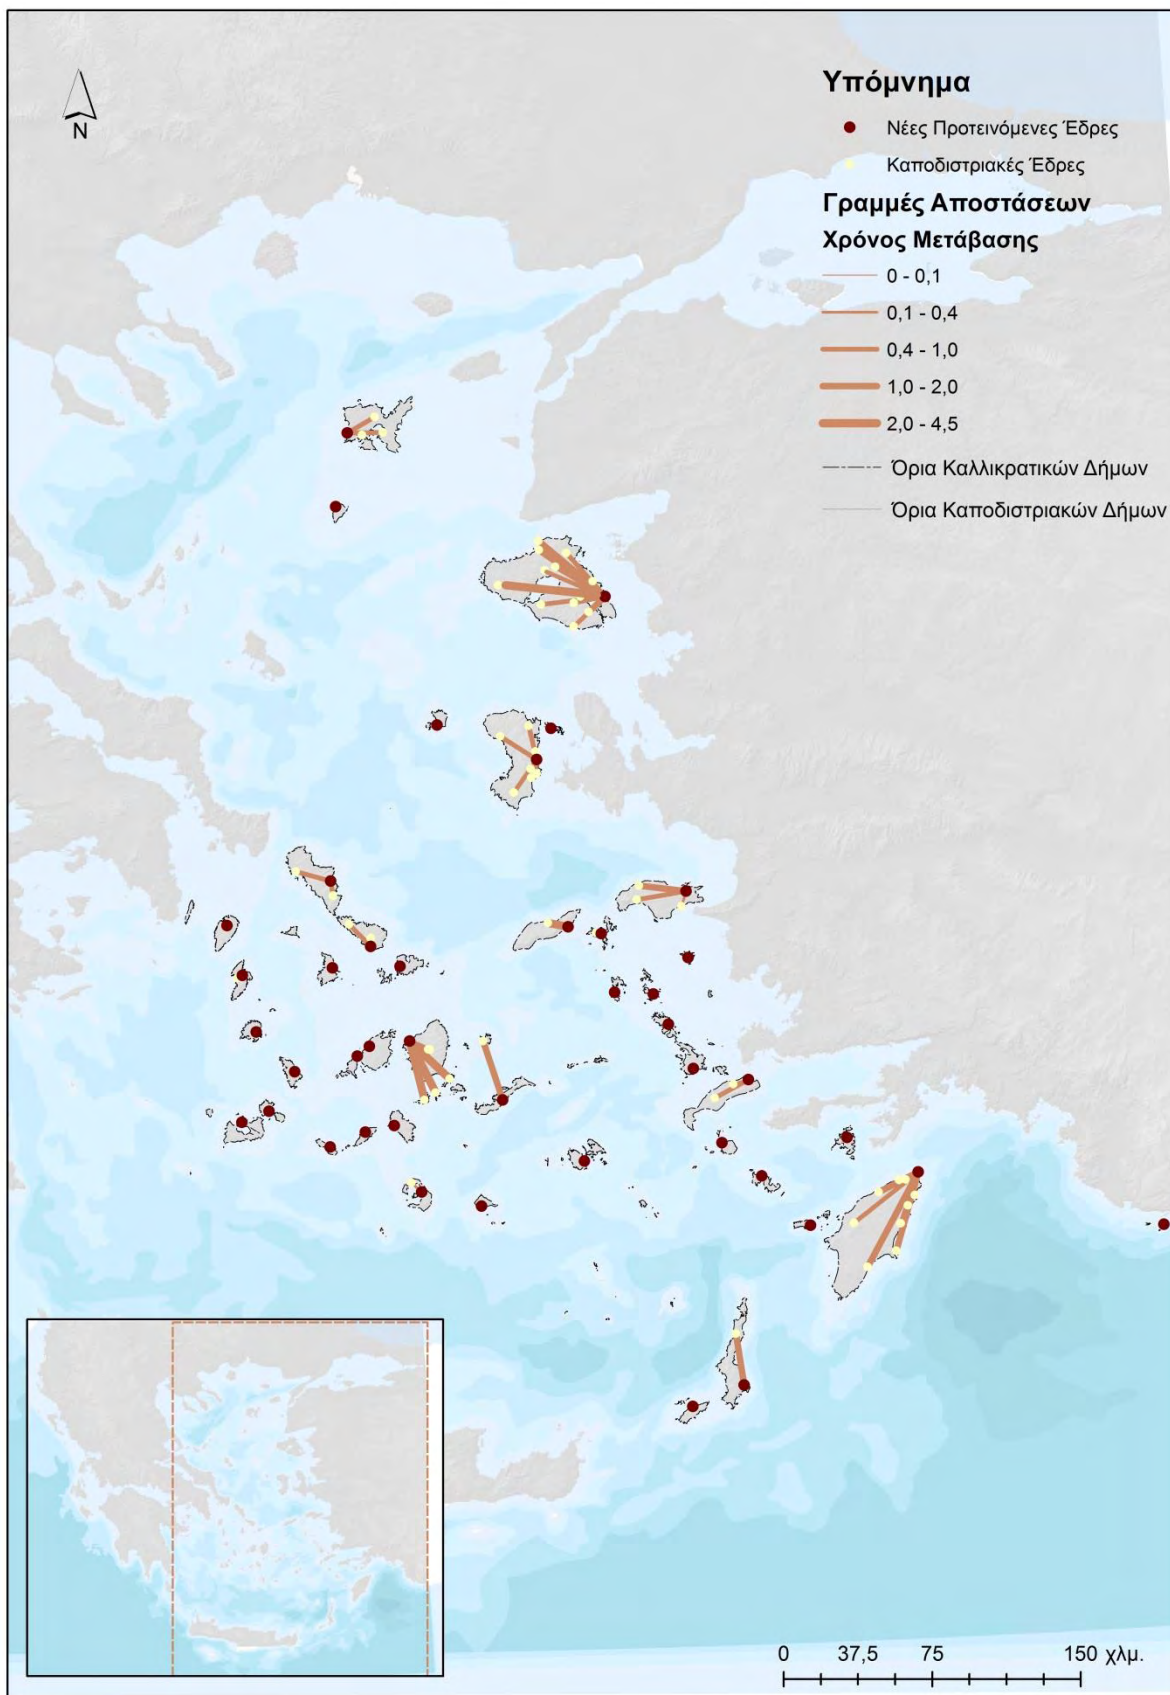 N
Υπόμνημα
Νέες Προτεινόμενες Έδρες
Καποδιστριακές Έδρες
Γραμμές Αποστάσεων
Χρόνος Μετάβασης
0 - 0,1
0,1 - 0,4
0,4 - 1,0
1,0 - 2,0
2,0 - 4,5
Όρια Καλλικρατικών Δήμων
Όρια Καποδιστριακών Δήμων
0 37,5 75 150 χλμ.